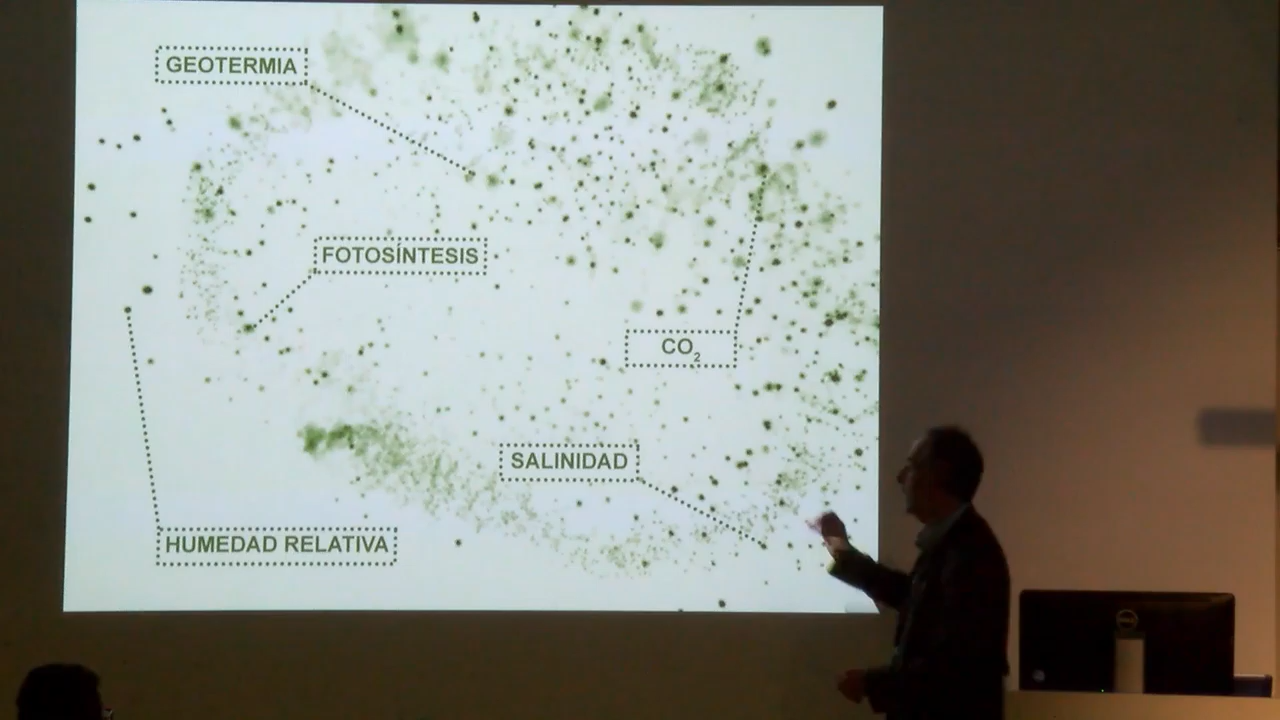 GEOTERMIA
FOTOSÍNTESIS
CO₂
SALINIDAD
HUMEDAD RELATIVA